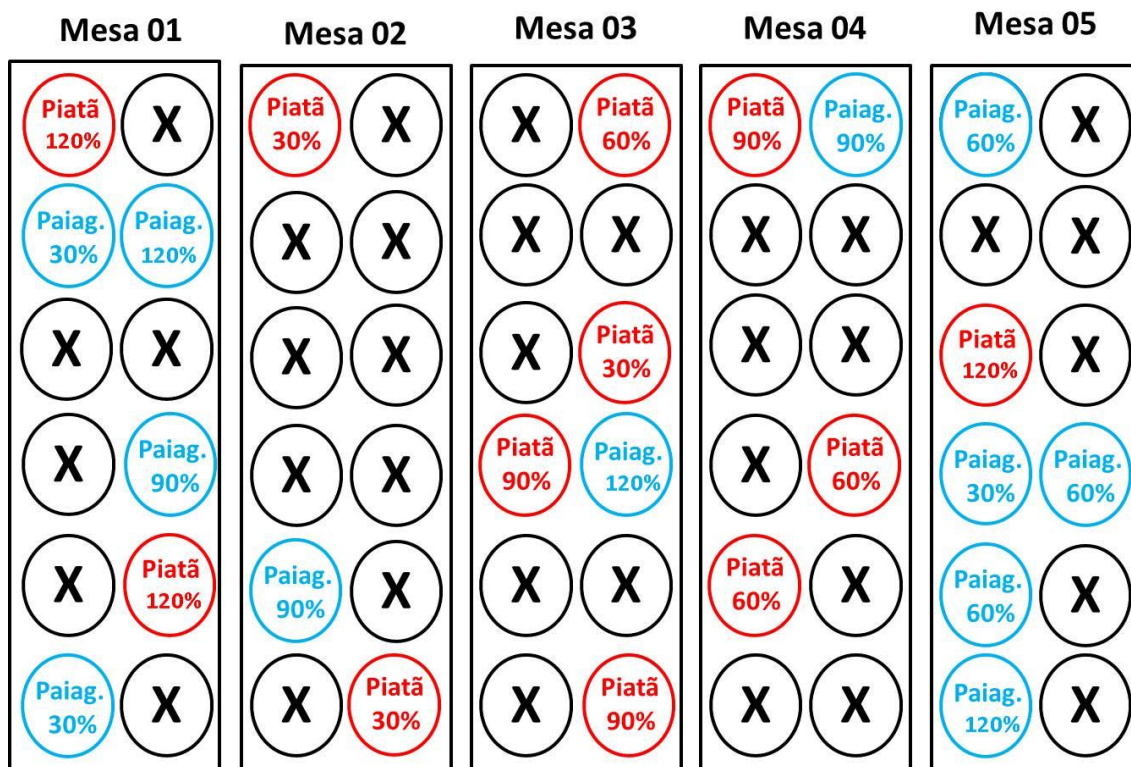 Mesa 01
Piatã
120%
X
Paiag.
30%
Paiag.
120%
X
X
X
Paiag.
90%
X
Piatã
120%
Paiag.
30%
X
Mesa 02
Piatã
30%
X
X
X
X
X
X
X
Paiag.
90%
X
X
Piatã
30%
Mesa 03
X
Piatã
60%
X
X
X
Piatã
30%
Piatã
90%
Paiag.
120%
X
X
X
Piatã
90%
Mesa 04
Piatã
90%
Paiag.
90%
X
X
X
X
X
Piatã
60%
Piatã
60%
X
X
X
Mesa 05
Paiag.
60%
X
X
X
Piatã
120%
X
Paiag.
30%
Paiag.
60%
Paiag.
60%
X
Paiag.
120%
X